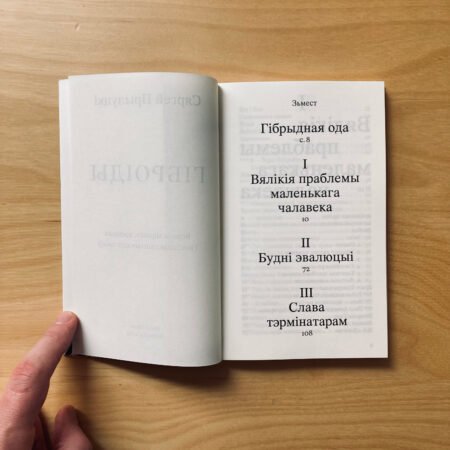 Змест
Гібрыдная ода
с. 8
I
Вялікія праблемы
маленькага
чалавека
10
II
Будні эвалюцыі
72
III
Слава
тэрмінатарам
108